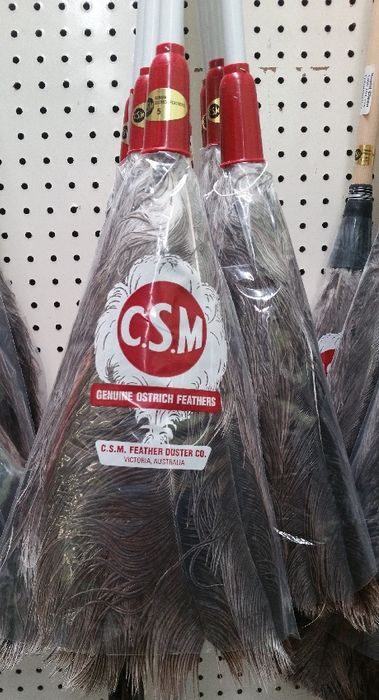 C.S.M
C.S.M
GENUINE OSTRICH FEATHERS
C.S.M. FEATHER DUSTER CO.
VICTORIA, AUSTRALIA